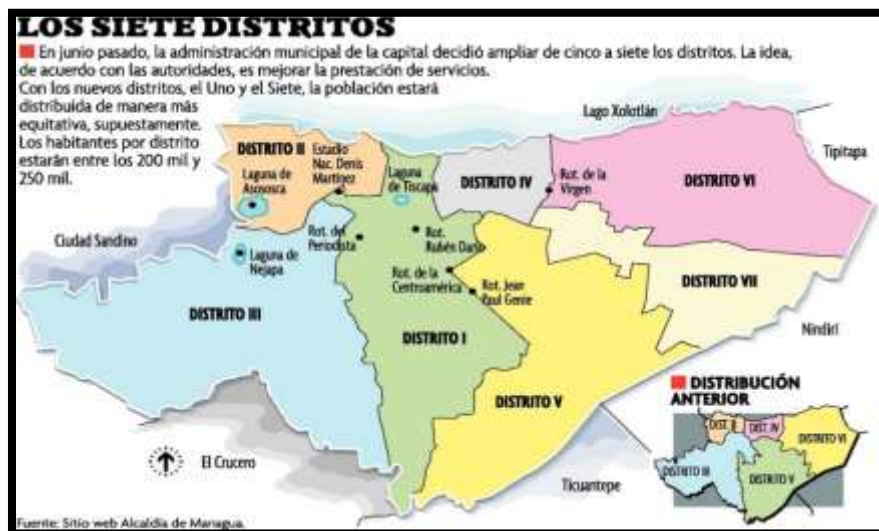 LOS SIETE DISTRITOS
En junio pasado, la administración municipal de la capital decidió ampliar de cinco a siete los distritos. La idea,
de acuerdo con las autoridades, es mejorar la prestación de servicios.
Con los nuevos distritos, el Uno y el Siete, la población estará
distribuida de manera más
equitativa, supuestamente.
Los habitantes por distrito
estarán entre los 200 mil y
250 mil.
Lago Xolotlán
Tipitapa
DISTRITO II
Estadio
Nac. Denis
Martínez
Laguna de
Asososca
Laguna
de Tiscapa
DISTRITO IV
Rot. de la
Virgen
DISTRITO VI
Ciudad Sandino
Laguna de
Nejapa
Rot. del
Periodista
Rot.
Rubén Darío
Rot. de la
Centroamérica
Rot. Jean
Paul Genie
DISTRITO VII
Nindirí
DISTRITO III
DISTRITO I
DISTRITO V
El Crucero
Ticuantepe
DISTRIBUCIÓN
ANTERIOR
DIST. II
DIST. IV
DISTRITO VI
DISTRITO III
DISTRITO V
Fuente: Sitio web Alcaldía de Managua.